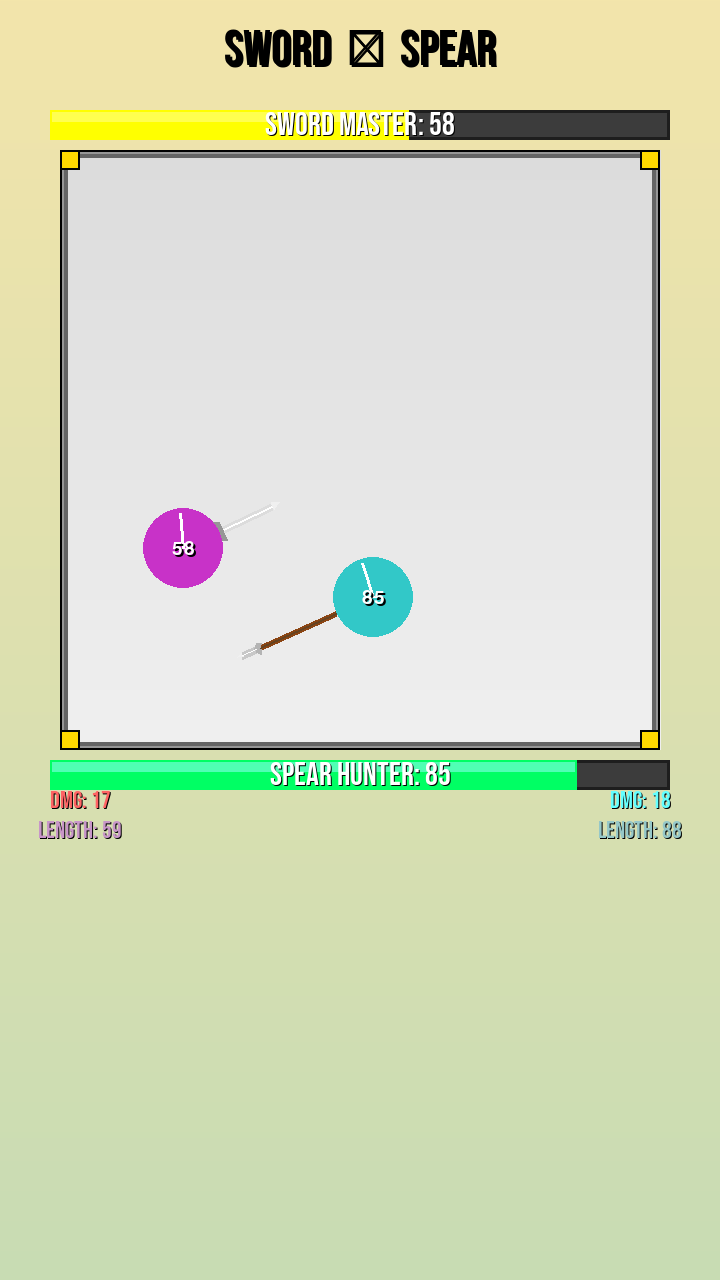 SWORD ☒ SPEAR
SWORD MASTER: 58
58
85
SPEAR HUNTER: 85
DMG: 17
DMG: 18
LENGTH: 59
LENGTH: 88